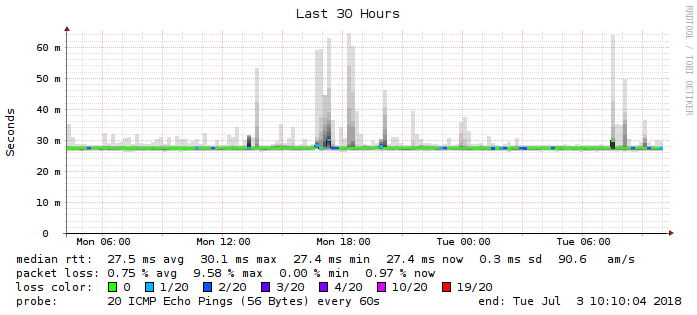 Last 30 Hours
RRDTOOL / TOBI OETIKER
Seconds
60 m
50 m
40 m
30 m
20 m
10 m
0
Mon 06:00 Mon 12:00 Mon 18:00 Tue 00:00 Tue 06:00
median rtt: 27.5 ms avg 30.1 ms max 27.4 ms min 27.4 ms now 0.3 ms sd 90.6 am/s
packet loss: 0.75 % avg 9.58 % max 0.00 % min 0.97 % now
loss color: 0 1/20 2/20 3/20 4/20 10/20 19/20
probe: 20 ICMP Echo Pings (56 Bytes) every 60s end: Tue Jul 3 10:10:04 2018